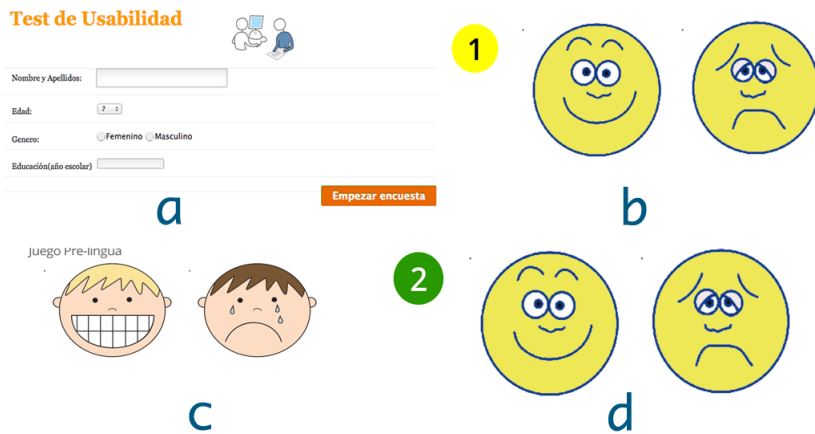 Test de Usabilidad
Nombre y Apellidos:
Edad: 7
Genero: Femenino Masculino
Educación(año escolar)
Empezar encuesta
a
1
b
Juego Pre-lingua
c
2
d